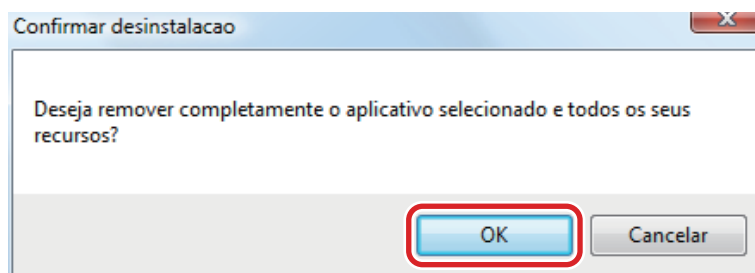 Confirmar desinstalacao
Deseja remover completamente o aplicativo selecionado e todos os seus
recursos?
OK
Cancelar